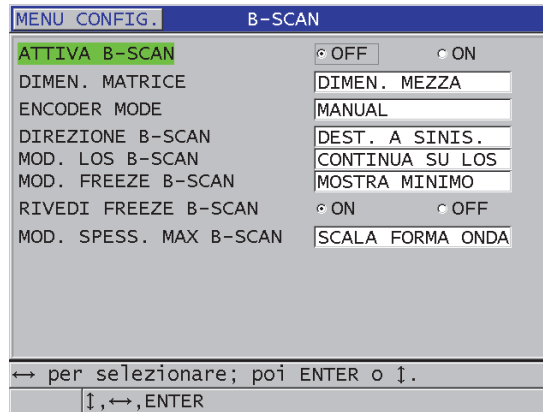 MENU CONFIG. B-SCAN
ATTIVA B-SCAN OFF ON
DIMEN. MATRICE DIMEN. MEZZA
ENCODER MODE MANUAL
DIREZIONE B-SCAN DEST. A SINIS.
MOD. LOS B-SCAN CONTINUA SU LOS
MOD. FREEZE B-SCAN MOSTRA MINIMO
RIVEDI FREEZE B-SCAN ON OFF
MOD. SPESS. MAX B-SCAN SCALA FORMA ONDA
↔ per selezionare; poi ENTER o ↕.
↕,↔,ENTER